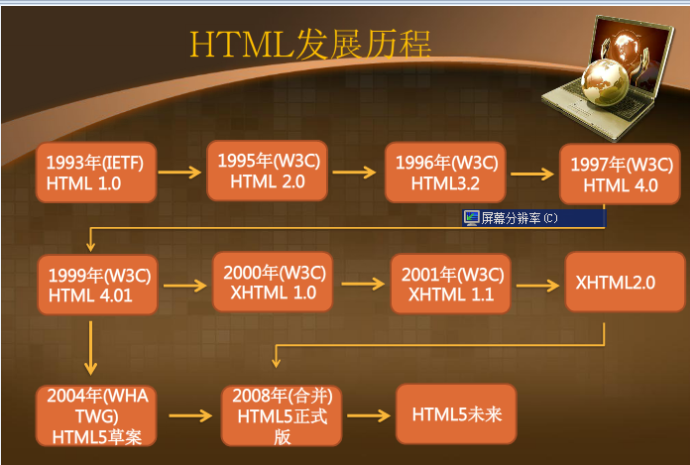 HTML发展历程
1993年(IETF)
HTML 1.0
1995年(W3C)
HTML 2.0
1996年(W3C)
HTML3.2
1997年(W3C)
HTML 4.0
屏幕分辨率(C)
1999年(W3C)
HTML 4.01
2000年(W3C)
XHTML 1.0
2001年(W3C)
XHTML 1.1
XHTML2.0
2004年(WHA
TWG)
HTML5草案
2008年(合并)
HTML5正式
版
HTML5未来